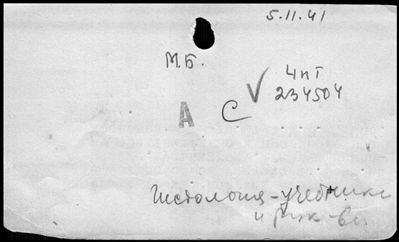 5.11.41
М.Б.
4пт
234504
А С
Гистология - учебники
и рук-ва